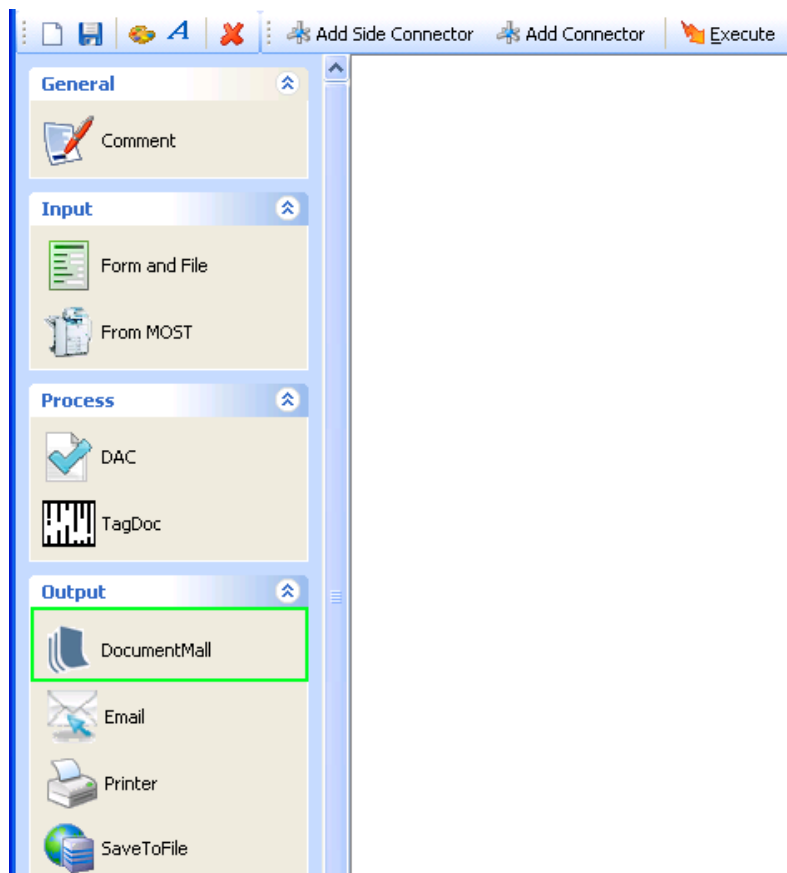 A Add Side Connector Add Connector Execute
General
Comment
Input
Form and File
From MOST
Process
DAC
TagDoc
Output
DocumentMall
Email
Printer
SaveToFile